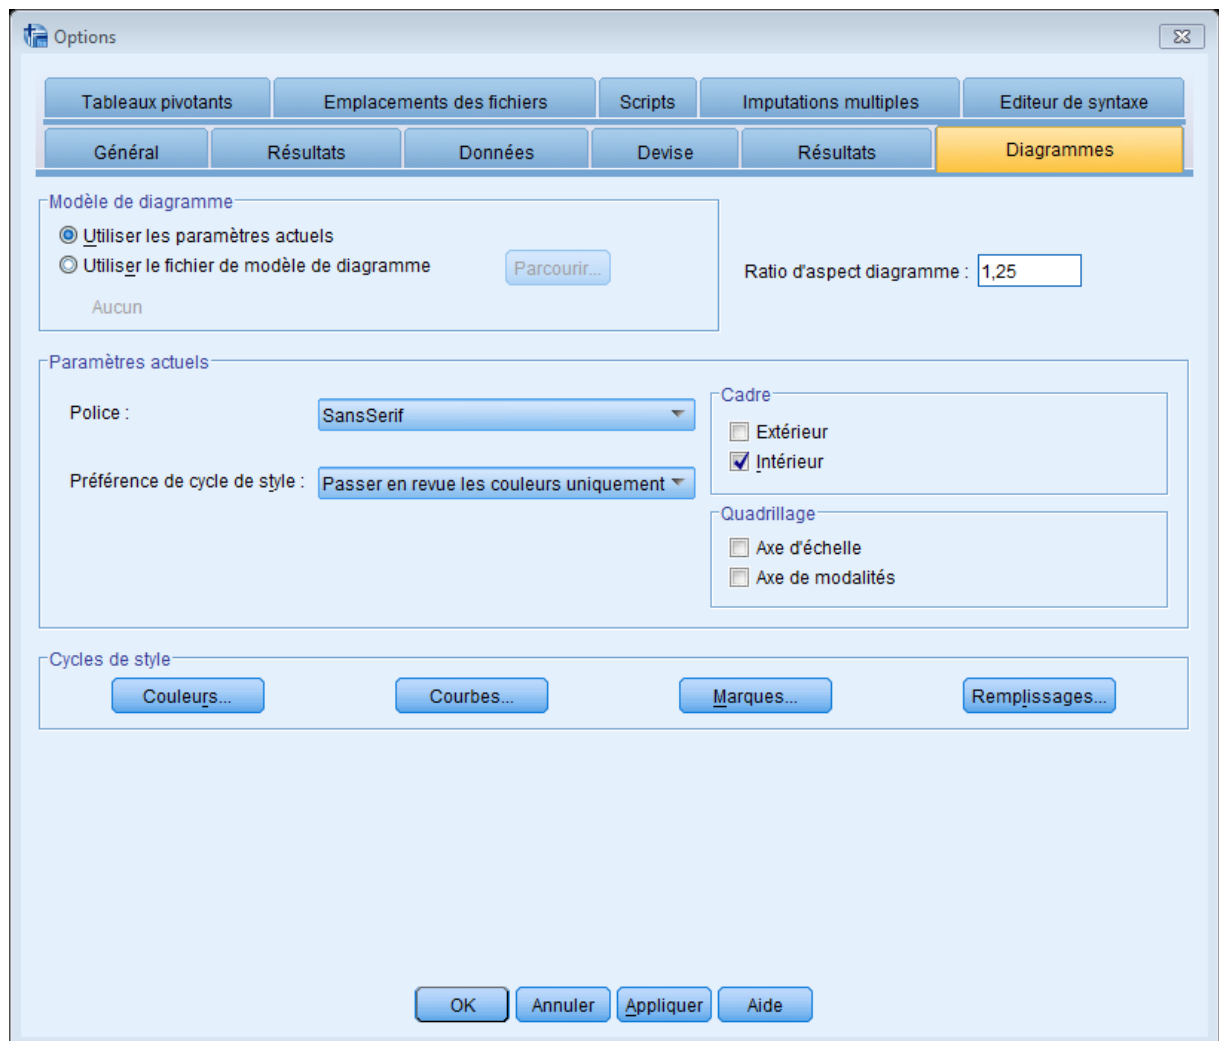 Options
Tableaux pivotants Emplacements des fichiers Scripts Imputations multiples Editeur de syntaxe
Général Résultats Données Devise Résultats Diagrammes
Modèle de diagramme
Utiliser les paramètres actuels
Utiliser le fichier de modèle de diagramme Parcourir...
Aucun
Ratio d'aspect diagramme : 1,25
Paramètres actuels
Police : SansSerif
Préférence de cycle de style : Passer en revue les couleurs uniquement
Cadre
Extérieur
Intérieur
Quadrillage
Axe d'échelle
Axe de modalités
Cycles de style
Couleurs... Courbes... Marques... Remplissages...
OK Annuler Appliquer Aide